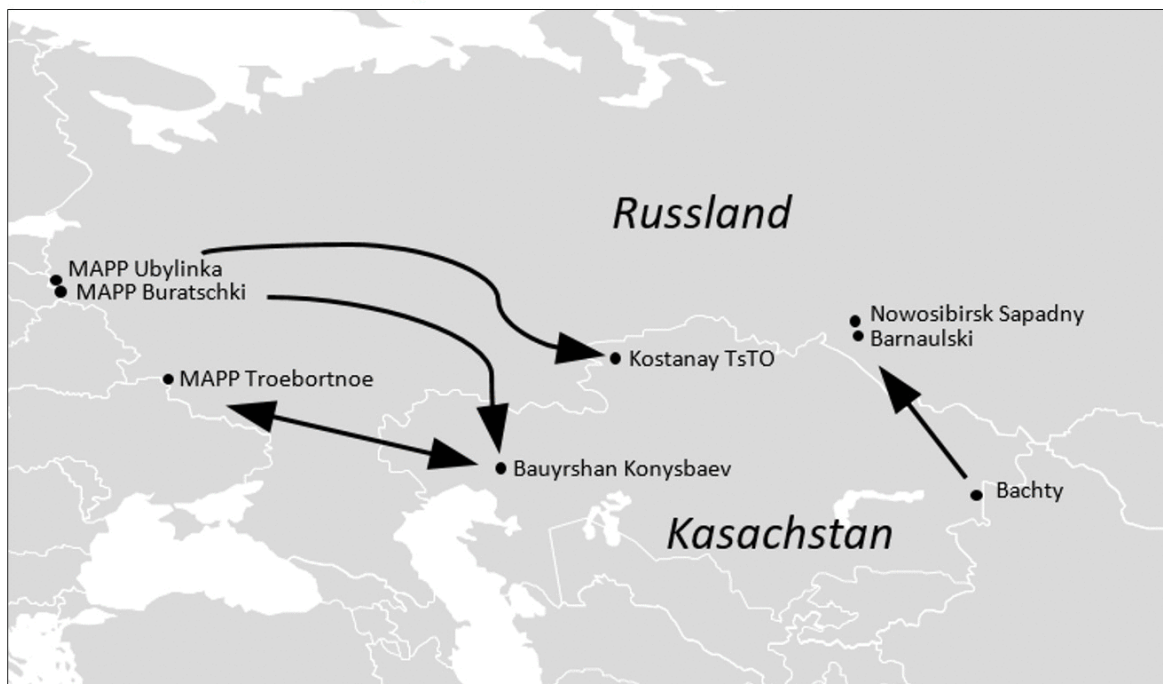 Russland
MAPP Ubylinka
MAPP Buratschki
Nowosibirsk Sapadny
Barnaulski
Kostanay TsTO
MAPP Troebortnoe
Bauyrshan Konysbaev
Bachty
Kasachstan